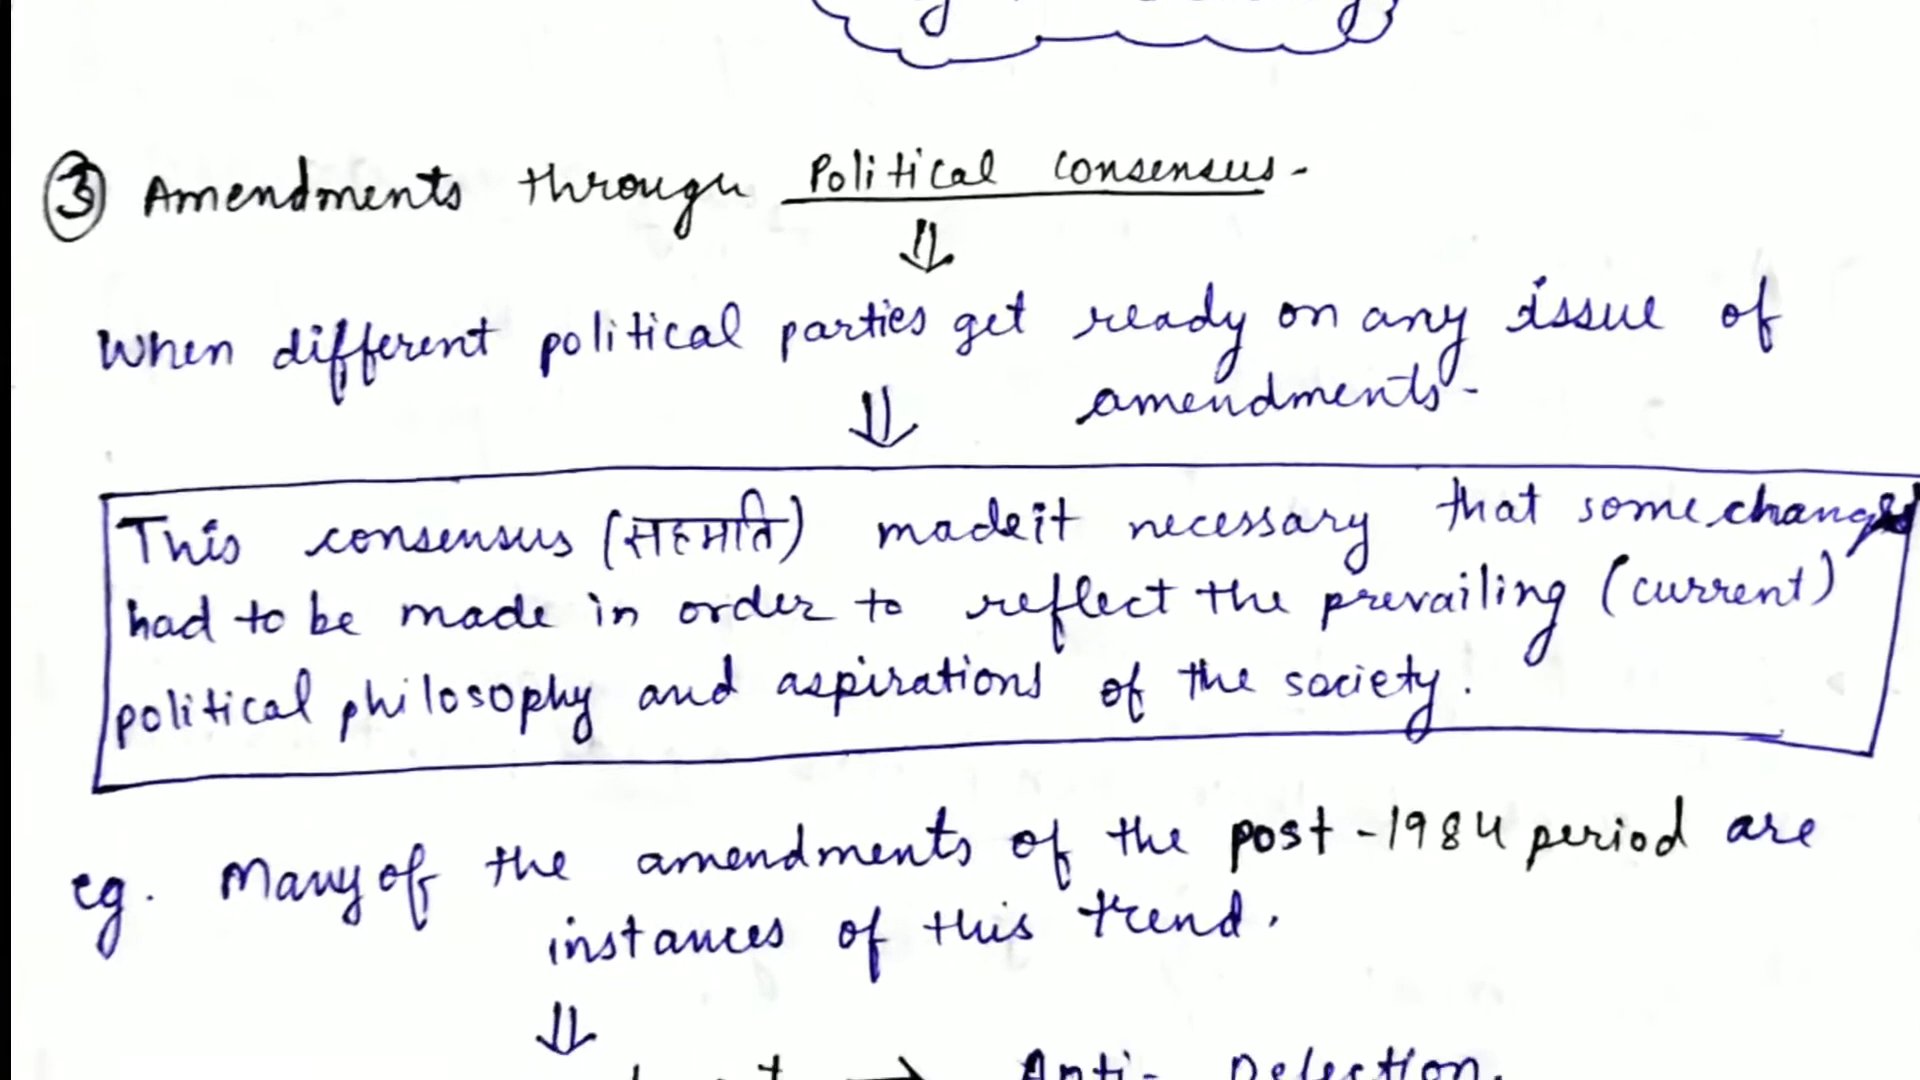 ③ Amendments through Political consensus-
⇓
When different political parties get ready on any issue of
amendments-
⇓
This consensus (सहमति) made it necessary that some changes
had to be made in order to reflect the prevailing (current)
political philosophy and aspirations of the society.
eg. Many of the amendments of the post-1984 period are
instances of this trend.
⇓
→ Anti- Defection.